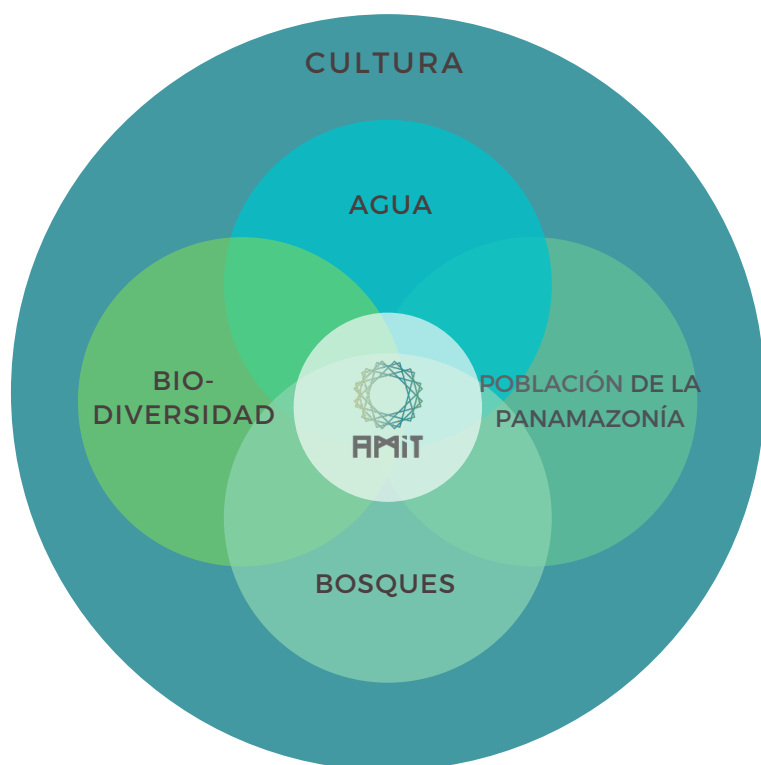 CULTURA
AGUA
BIO-
DIVERSIDAD
POBLACIÓN DE LA
PANAMAZONÍA
AMiT
BOSQUES